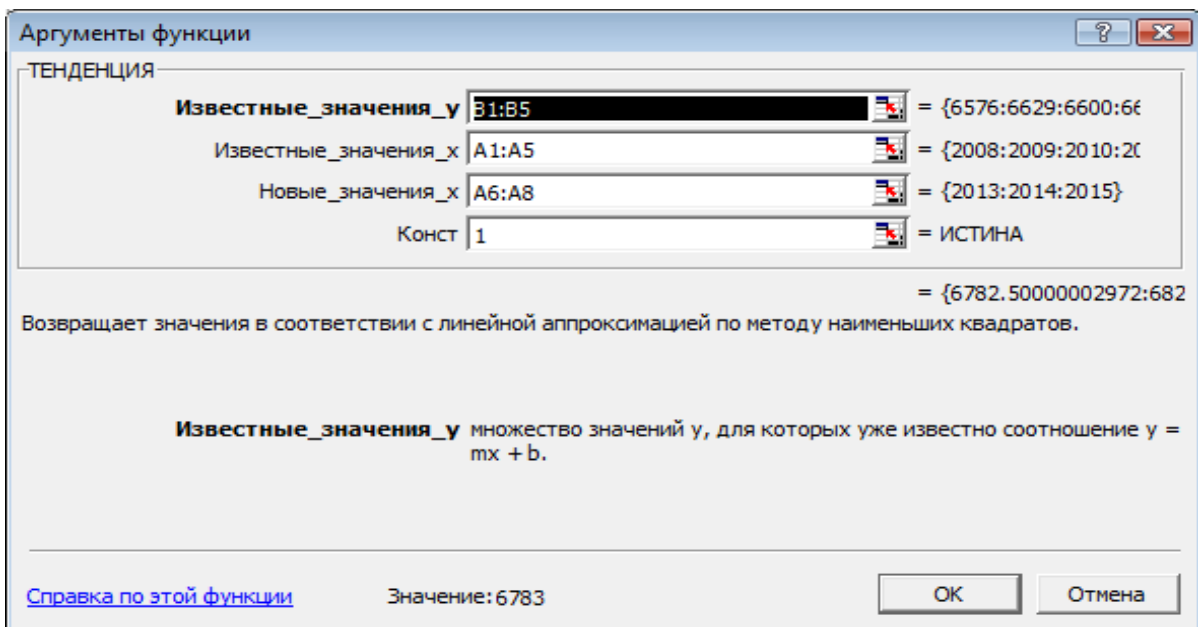 Аргументы функции
ТЕНДЕНЦИЯ
Известные_значения_y B1:B5 = {6576:6629:6600:66
Известные_значения_x A1:A5 = {2008:2009:2010:20
Новые_значения_x A6:A8 = {2013:2014:2015}
Конст 1 = ИСТИНА
= {6782.50000002972:682
Возвращает значения в соответствии с линейной аппроксимацией по методу наименьших квадратов.
Известные_значения_y множество значений y, для которых уже известно соотношение y =
mx + b.
Справка по этой функции Значение: 6783 OK Отмена